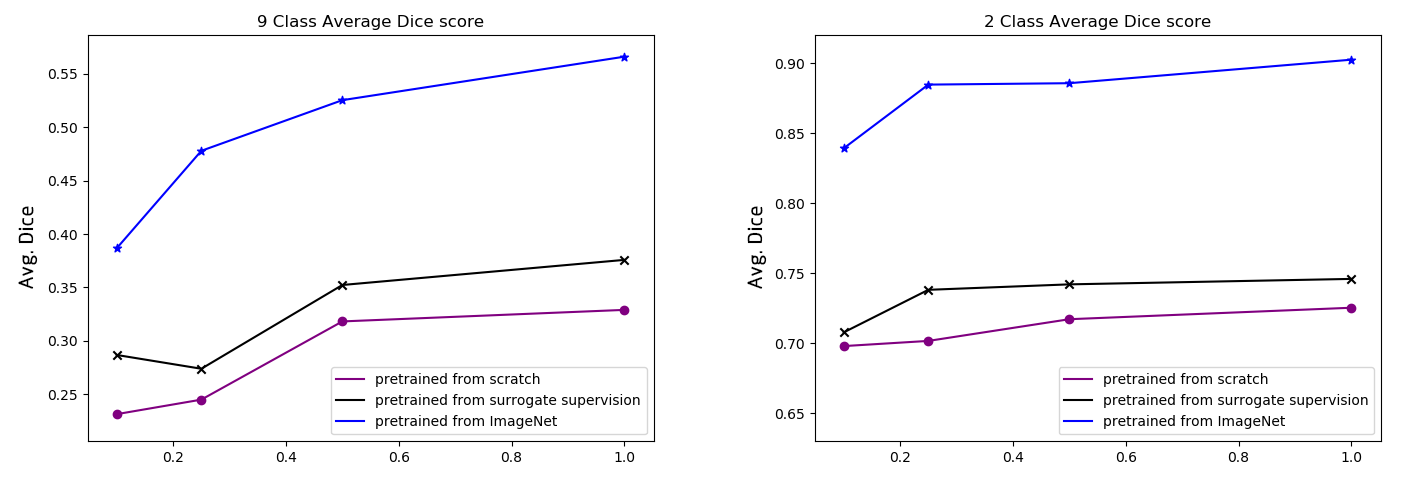 9 Class Average Dice score
Avg. Dice
0.55
0.50
0.45
0.40
0.35
0.30
0.25
0.2 0.4 0.6 0.8 1.0
pretrained from scratch
pretrained from surrogate supervision
pretrained from ImageNet
2 Class Average Dice score
Avg. Dice
0.90
0.85
0.80
0.75
0.70
0.65
0.2 0.4 0.6 0.8 1.0
pretrained from scratch
pretrained from surrogate supervision
pretrained from ImageNet